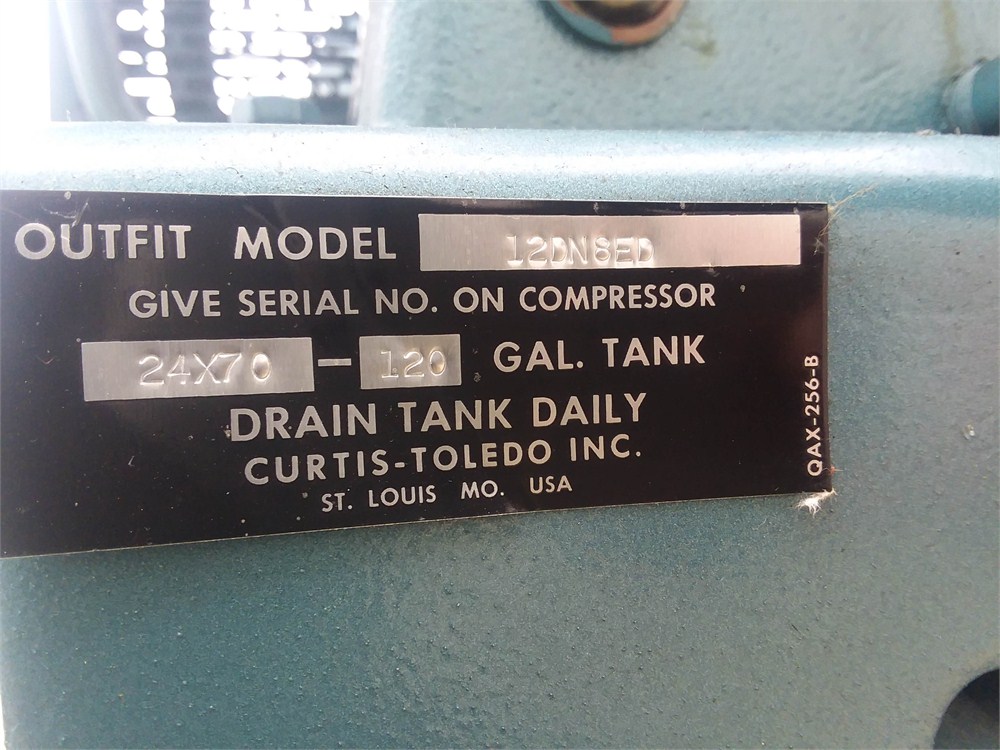 OUTFIT MODEL 12DN8ED
GIVE SERIAL NO. ON COMPRESSOR
24X70 - 120 GAL. TANK
DRAIN TANK DAILY
CURTIS-TOLEDO INC.
ST. LOUIS MO. USA
QAX-256-B